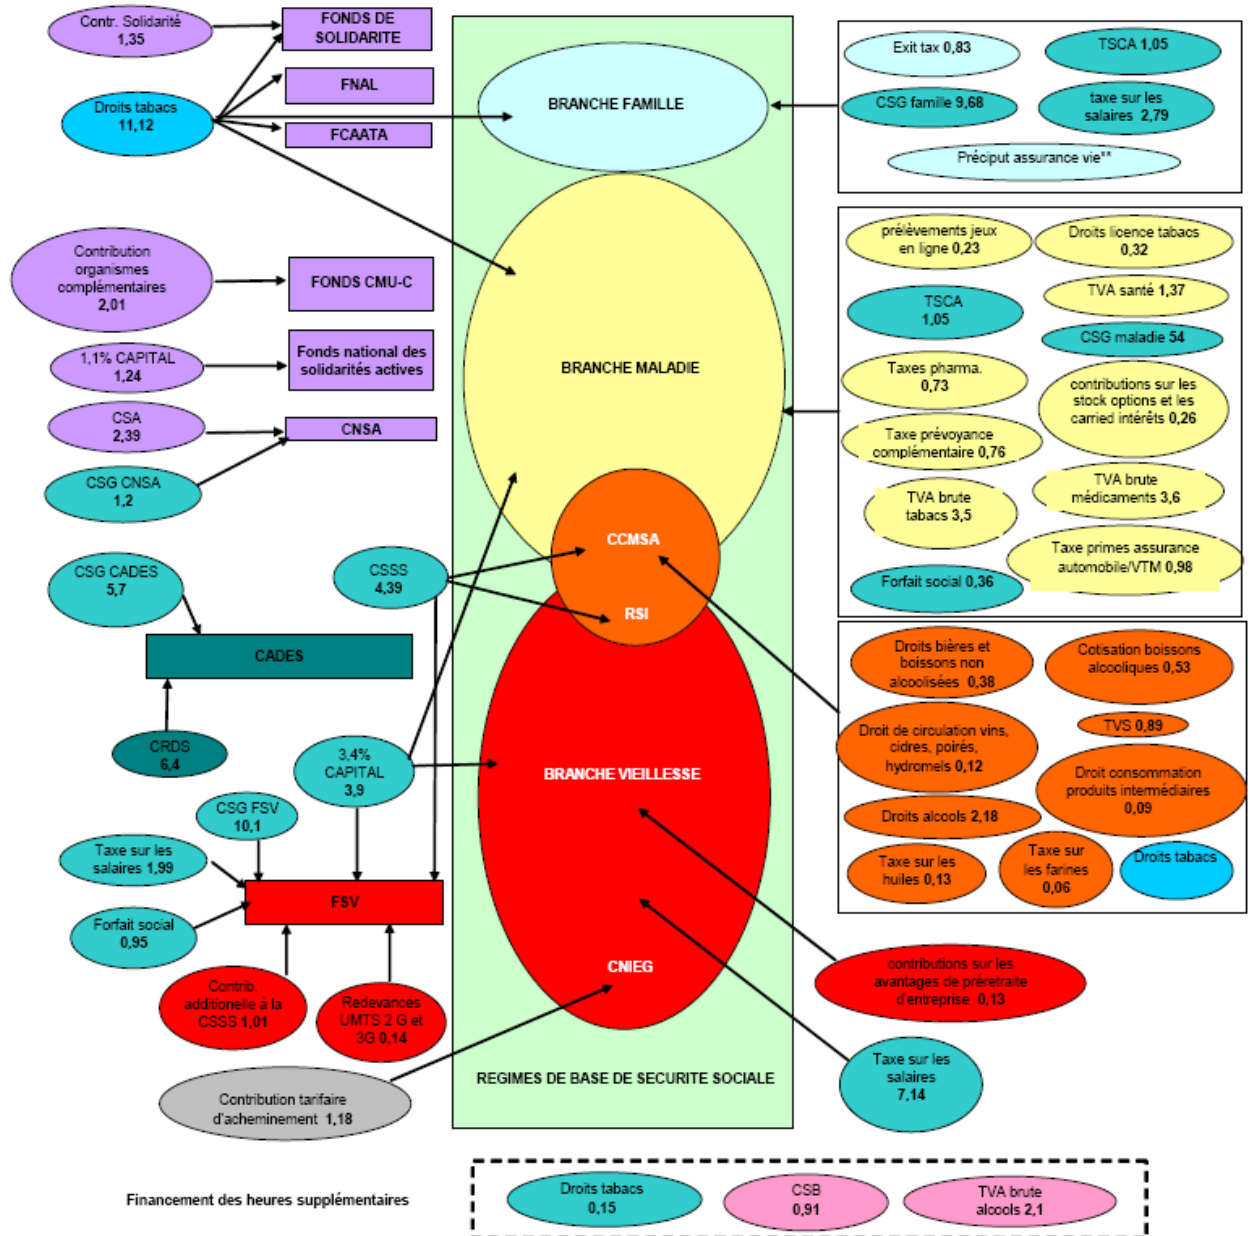 Contr. Solidarité
1,35
FONDS DE
SOLIDARITE
FNAL
Droits tabacs
11,12
FCAATA
BRANCHE FAMILLE
Exit tax 0,83
TSCA 1,05
CSG famille 9,68
taxe sur les
salaires 2,79
Préciput assurance vie**
Contribution
organismes
complémentaires
2,01
FONDS CMU-C
1,1% CAPITAL
1,24
Fonds national des
solidarités actives
CSA
2,39
CNSA
CSG CNSA
1,2
BRANCHE MALADIE
prélèvements jeux
en ligne 0,23
Droits licence tabacs
0,32
TSCA
1,05
TVA santé 1,37
CSG maladie 54
Taxes pharma.
0,73
contributions sur les
stock options et les
carried intérêts 0,26
Taxe prévoyance
complémentaire 0,76
TVA brute
tabacs 3,5
TVA brute
médicaments 3,6
Forfait social 0,36
Taxe primes assurance
automobile/VTM 0,98
CSG CADES
5,7
CSSS
4,39
CADES
CRDS
6,4
CCMSA
RSI
Droits bières et
boissons non
alcoolisées 0,38
Cotisation boissons
alcooliques 0,53
Droit de circulation vins,
cidres, poirés,
hydromels 0,12
TVS 0,89
Droit consommation
produits intermédiaires
0,09
Droits alcools 2,18
Taxe sur les
huiles 0,13
Taxe sur
les farines
0,06
Droits tabacs
3,4%
CAPITAL
3,9
CSG FSV
10,1
Taxe sur les
salaires 1,99
FSV
Forfait social
0,95
Contrib.
additionelle à la
CSSS 1,01
Redevances
UMTS 2 G et
3G 0,14
BRANCHE VIEILLESSE
CNIEG
contributions sur les
avantages de préretraite
d'entreprise 0,13
Taxe sur les
salaires
7,14
Contribution tarifaire
d'acheminement 1,18
REGIMES DE BASE DE SECURITE SOCIALE
Financement des heures supplémentaires
Droits tabacs
0,15
CSB
0,91
TVA brute
alcools 2,1